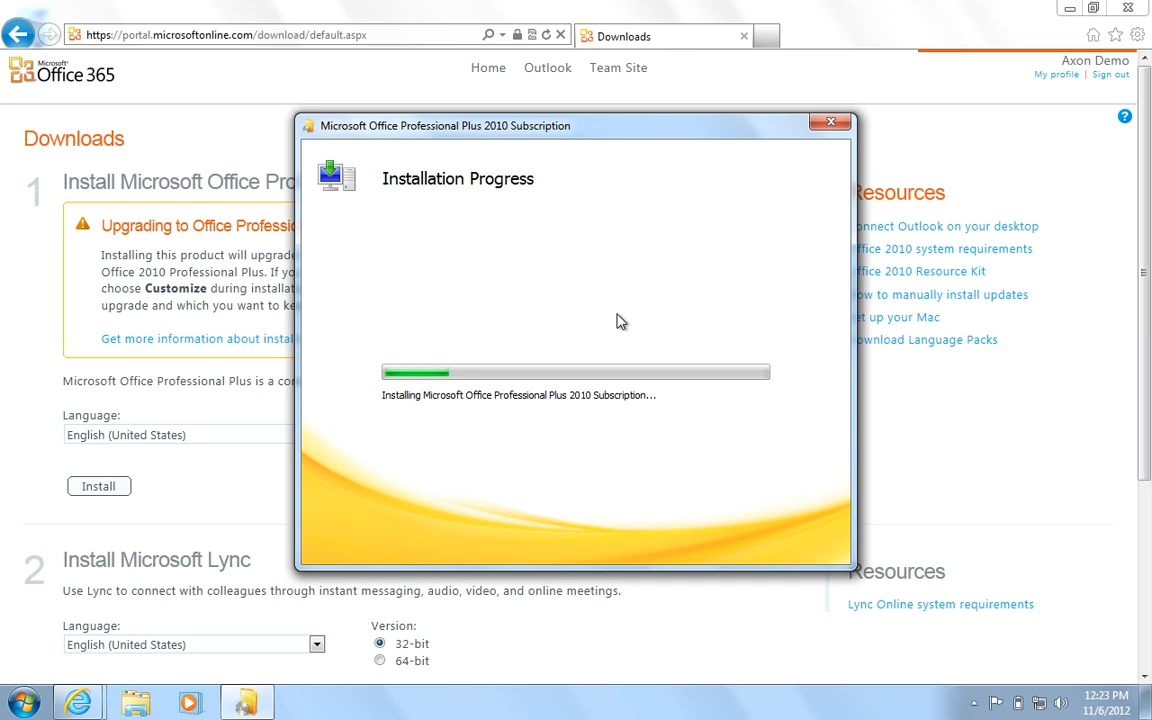 https://portal.microsoftonline.com/download/default.aspx
Downloads
Microsoft
Office 365
Home
Outlook
Team Site
Axon Demo
My profile | Sign out
Downloads
1
Install Microsoft Office Pro
Upgrading to Office Professio
Installing this product will upgrade
Office 2010 Professional Plus. If yo
choose Customize during installat
upgrade and which you want to ke
Get more information about instal
Microsoft Office Professional Plus is a co
Language:
English (United States)
Install
Microsoft Office Professional Plus 2010 Subscription
Installation Progress
Installing Microsoft Office Professional Plus 2010 Subscription...
Resources
onnect Outlook on your desktop
ffice 2010 system requirements
ffice 2010 Resource Kit
ow to manually install updates
et up your Mac
ownload Language Packs
2
Install Microsoft Lync
Use Lync to connect with colleagues through instant messaging, audio, video, and online meetings.
Language:
English (United States)
Version:
32-bit
64-bit
Resources
Lync Online system requirements
12:23 PM
11/6/2012